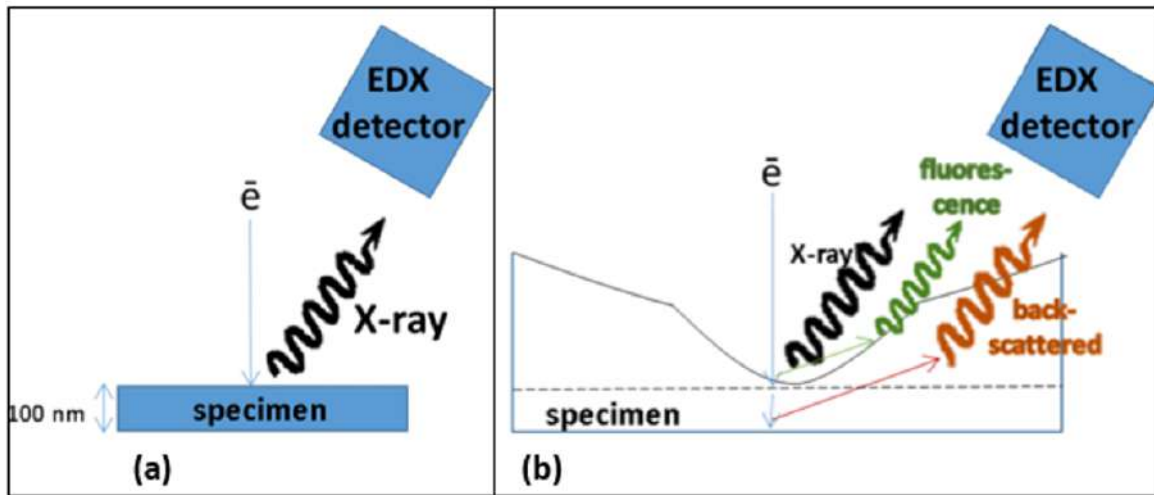 EDX
detector
ē
X-ray
100 nm
specimen
(a)
EDX
detector
ē
fluores-
cence
X-ray
back-
scattered
specimen
(b)